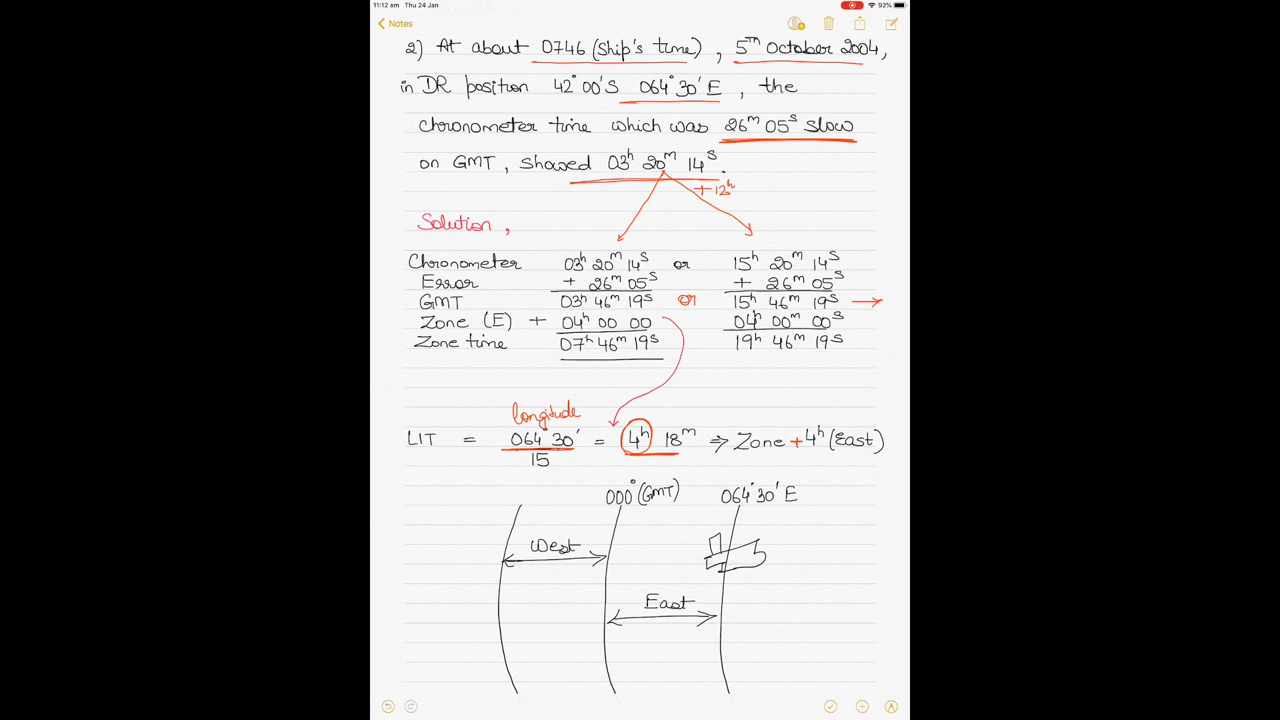 11:12 am Thu 24 Jan
92%
Notes
2) At about 0746 (ship's time), 5th October 2004,
in DR position 42° 00'S 064° 30'E, the
chronometer time which was 26m 05s slow
on GMT, showed 03h 20m 14s.
+12h
Solution,
Chronometer 03h 20m 14s or 15h 20m 14s
Error + 26m 05s + 26m 05s
GMT 03h 46m 19s or 15h 46m 19s →
Zone (E) + 04h 00 00 04h 00m 00s
Zone time 07h 46m 19s 19h 46m 19s
longitude
LIT = 064° 30' / 15 = 4h 18m ⇒ Zone +4h (East)
000° (GMT) 064° 30' E
West
East